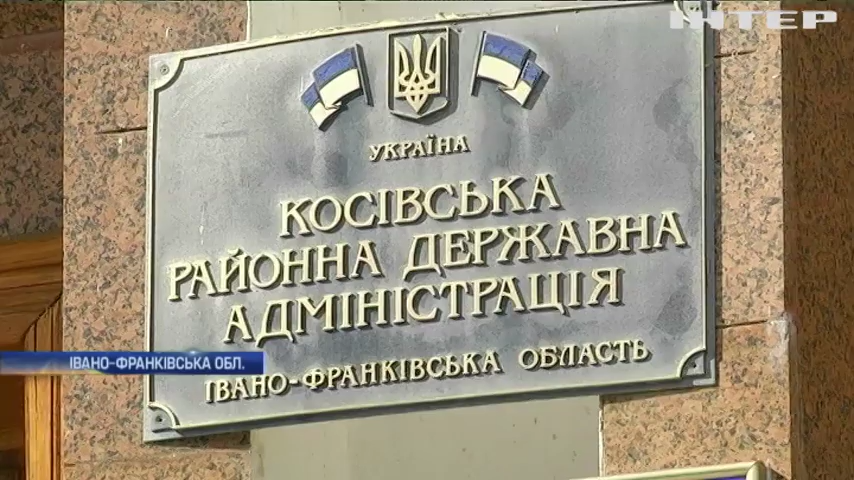 ІНТЕР
УКРАЇНА
КОСІВСЬКА
РАЙОННА ДЕРЖАВНА
АДМІНІСТРАЦІЯ
ІВАНО-ФРАНКІВСЬКА ОБЛАСТЬ
ІВАНО-ФРАНКІВСЬКА ОБЛ.